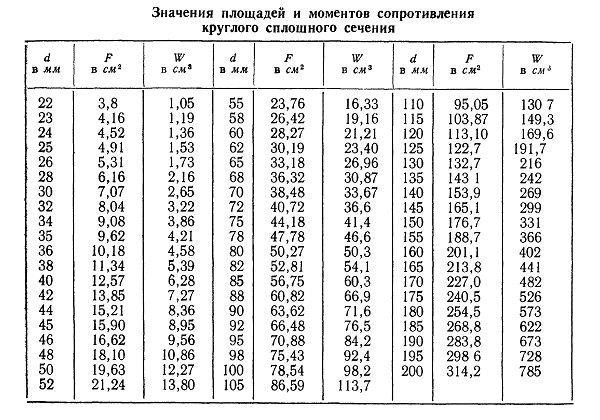 Значения площадей и моментов сопротивления
круглого сплошного сечения
d в мм F в см² W в см³ d в мм F в см² W в см³ d в мм F в см² W в см³
22 3,8 1,05 55 23,76 16,33 110 95,05 130 7
23 4,16 1,19 58 26,42 19,16 115 103,87 149,3
24 4,52 1,36 60 28,27 21,21 120 113,10 169,6
25 4,91 1,53 62 30,19 23,40 125 122,7 191,7
26 5,31 1,73 65 33,18 26,96 130 132,7 216
28 6,16 2,16 68 36,32 30,87 135 143 1 242
30 7,07 2,65 70 38,48 33,67 140 153,9 269
32 8,04 3,22 72 40,72 36,6 145 165,1 299
34 9,08 3,86 75 44,18 41,4 150 176,7 331
35 9,62 4,21 78 47,78 46,6 155 188,7 366
36 10,18 4,58 80 50,27 50,3 160 201,1 402
38 11,34 5,39 82 52,81 54,1 165 213,8 441
40 12,57 6,28 85 56,75 60,3 170 227,0 482
42 13,85 7,27 88 60,82 66,9 175 240,5 526
44 15,21 8,36 90 63,62 71,6 180 254,5 573
45 15,90 8,95 92 66,48 76,5 185 268,8 622
46 16,62 9,56 95 70,88 84,2 190 283,8 673
48 18,10 10,86 98 75,43 92,4 195 298 6 728
50 19,63 12,27 100 78,54 98,2 200 314,2 785
52 21,24 13,80 105 86,59 113,7